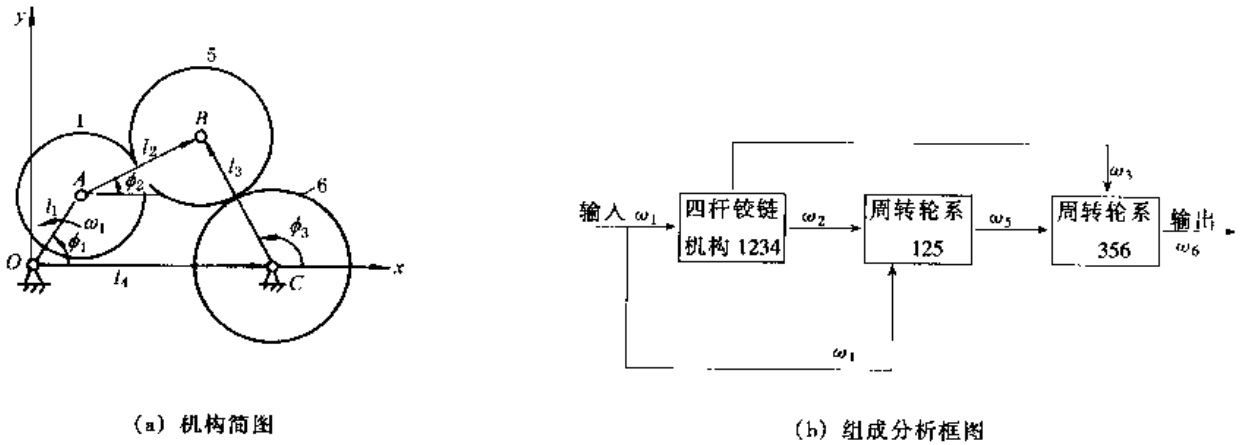 y
5
1
B
l₂
l₃
A
ϕ₂
6
l₁
ω₁
ϕ₁
ϕ₃
O
x
l₄
C
(a) 机构简图
ω₃
输入 ω₁
四杆铰链
机构 1234
ω₂
周转轮系
125
ω₅
周转轮系
356
输出
ω₆
ω₁
(b) 组成分析框图